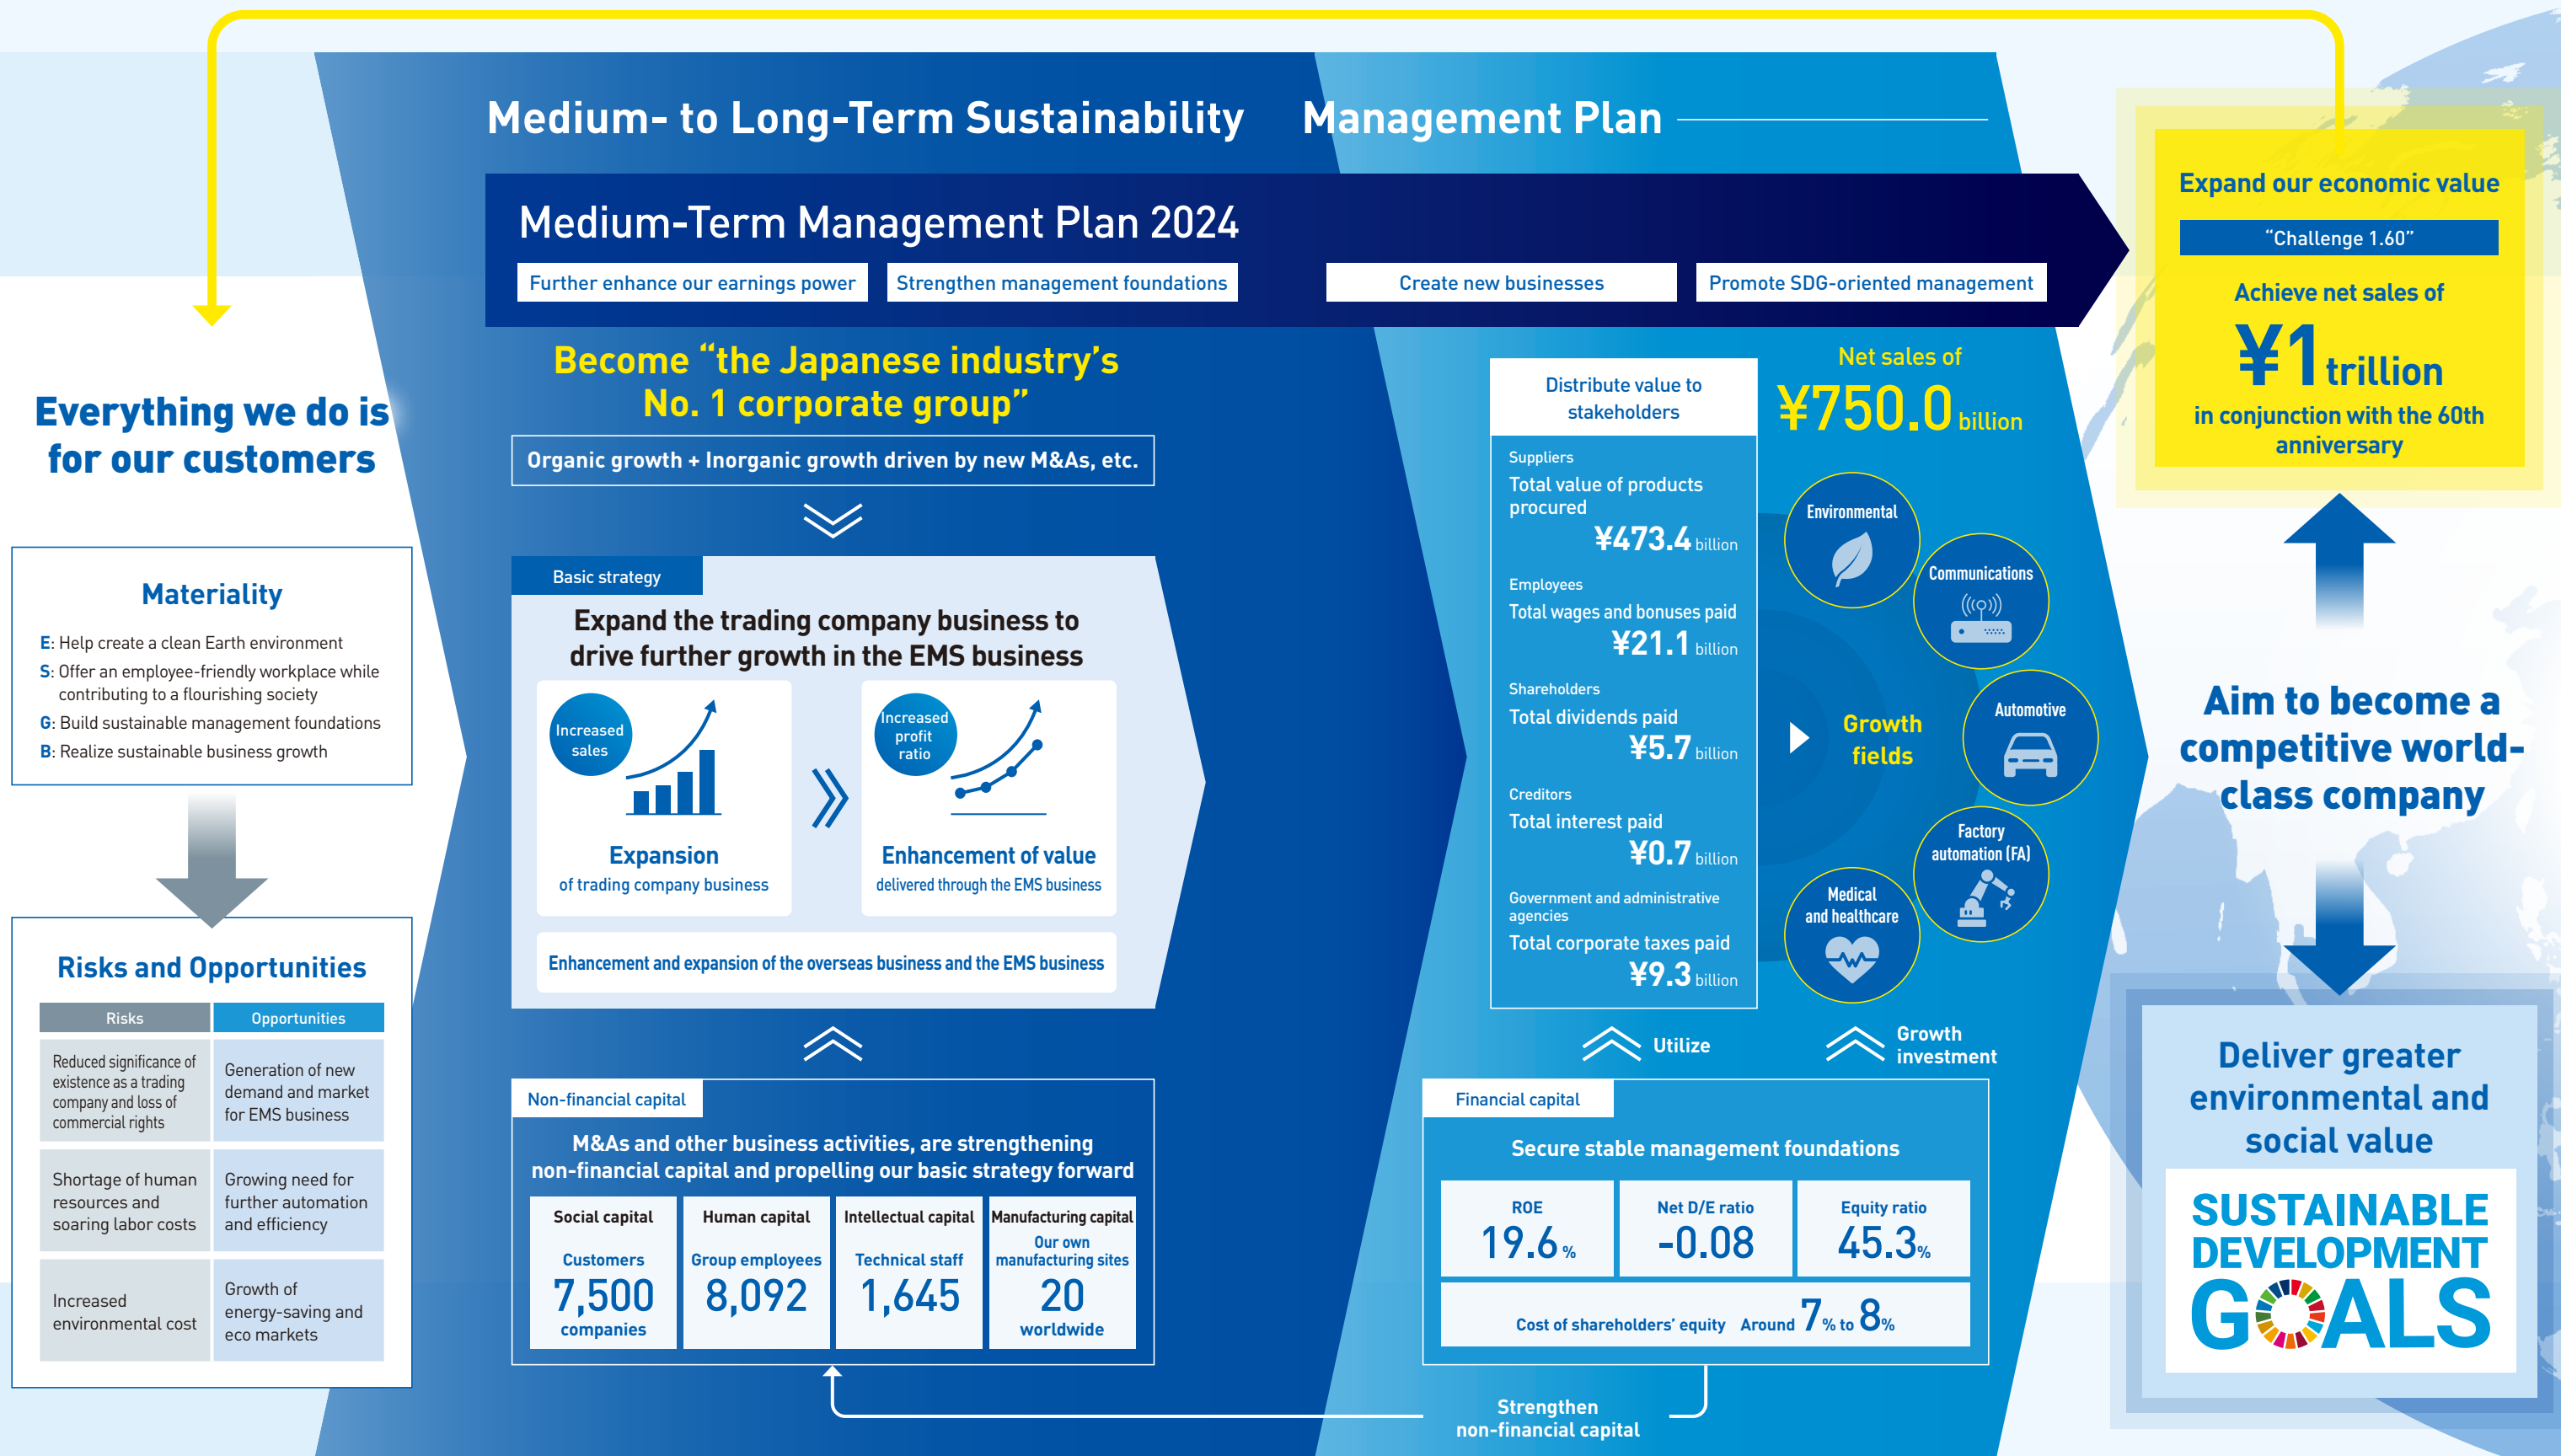 Medium- to Long-Term Sustainability Management Plan
Medium-Term Management Plan 2024
Further enhance our earnings power
Strengthen management foundations
Create new businesses
Promote SDG-oriented management
Everything we do is
for our customers
Materiality
E: Help create a clean Earth environment
S: Offer an employee-friendly workplace while
contributing to a flourishing society
G: Build sustainable management foundations
B: Realize sustainable business growth
Risks and Opportunities
Risks
Opportunities
Reduced significance of
existence as a trading
company and loss of
commercial rights
Generation of new
demand and market
for EMS business
Shortage of human
resources and
soaring labor costs
Growing need for
further automation
and efficiency
Increased
environmental cost
Growth of
energy-saving and
eco markets
Become “the Japanese industry’s
No. 1 corporate group”
Organic growth + Inorganic growth driven by new M&As, etc.
Basic strategy
Expand the trading company business to
drive further growth in the EMS business
Increased
sales
Expansion
of trading company business
Increased
profit
ratio
Enhancement of value
delivered through the EMS business
Enhancement and expansion of the overseas business and the EMS business
Non-financial capital
M&As and other business activities, are strengthening
non-financial capital and propelling our basic strategy forward
Social capital
Customers
7,500
companies
Human capital
Group employees
8,092
Intellectual capital
Technical staff
1,645
Manufacturing capital
Our own
manufacturing sites
20
worldwide
Distribute value to
stakeholders
Suppliers
Total value of products
procured
¥473.4 billion
Employees
Total wages and bonuses paid
¥21.1 billion
Shareholders
Total dividends paid
¥5.7 billion
Creditors
Total interest paid
¥0.7 billion
Government and administrative
agencies
Total corporate taxes paid
¥9.3 billion
Net sales of
¥750.0 billion
Growth
fields
Environmental
Communications
Automotive
Factory
automation (FA)
Medical
and healthcare
Utilize
Growth
investment
Financial capital
Secure stable management foundations
ROE
19.6 %
Net D/E ratio
-0.08
Equity ratio
45.3%
Cost of shareholders’ equity Around 7% to 8%
Strengthen
non-financial capital
Expand our economic value
“Challenge 1.60”
Achieve net sales of
¥1 trillion
in conjunction with the 60th
anniversary
Aim to become a
competitive world-
class company
Deliver greater
environmental and
social value
SUSTAINABLE
DEVELOPMENT
GOALS